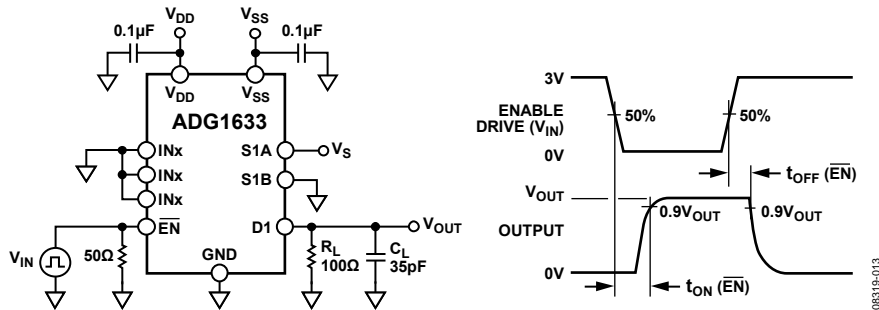 VDD
VSS
0.1µF
0.1µF
VDD
VSS
ADG1633
INx
INx
INx
EN
S1A
VS
S1B
D1
VOUT
VIN
50Ω
GND
RL
100Ω
CL
35pF
3V
ENABLE
DRIVE (VIN)
50%
50%
0V
tOFF (EN)
VOUT
0.9VOUT
0.9VOUT
OUTPUT
0V
tON (EN)
08319-013